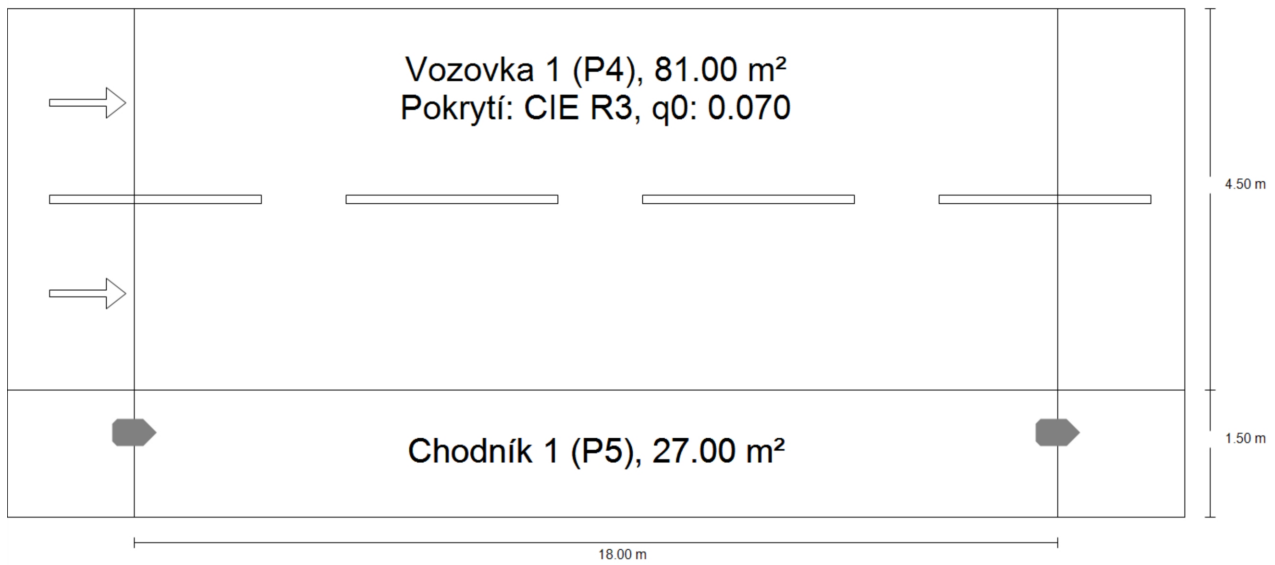 Vozovka 1 (P4), 81.00 m²
Pokrytí: CIE R3, q0: 0.070
4.50 m
Chodník 1 (P5), 27.00 m²
1.50 m
18.00 m